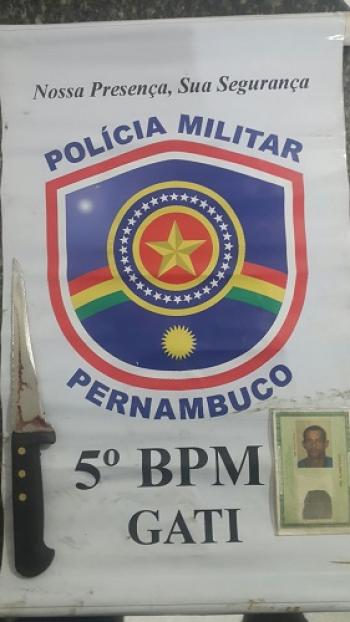 Nossa Presença, Sua Segurança
POLÍCIA MILITAR
PERNAMBUCO
5º BPM
GATI